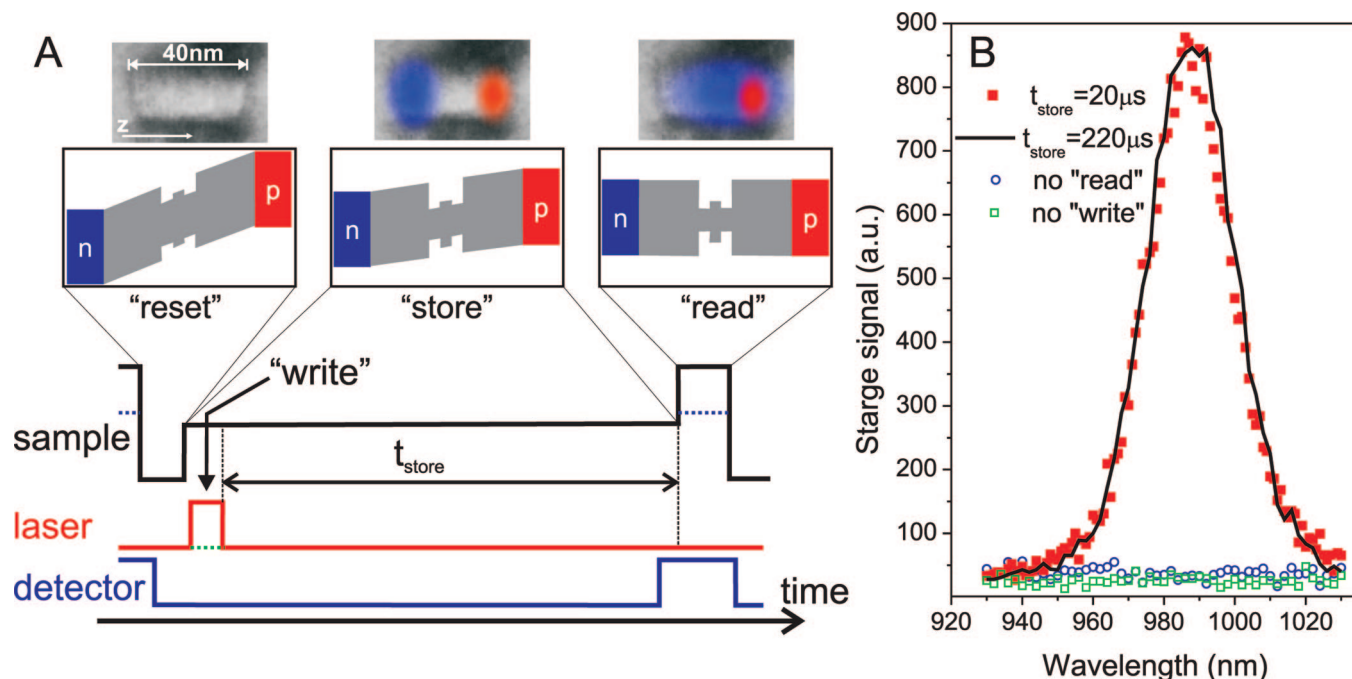 A
40nm
z
n
p
n
p
n
p
“reset”
“store”
“read”
“write”
sample
t_store
laser
detector
time
B
t_store=20μs
t_store=220μs
no "read"
no "write"
Starge signal (a.u.)
900
800
700
600
500
400
300
200
100
920 940 960 980 1000 1020
Wavelength (nm)